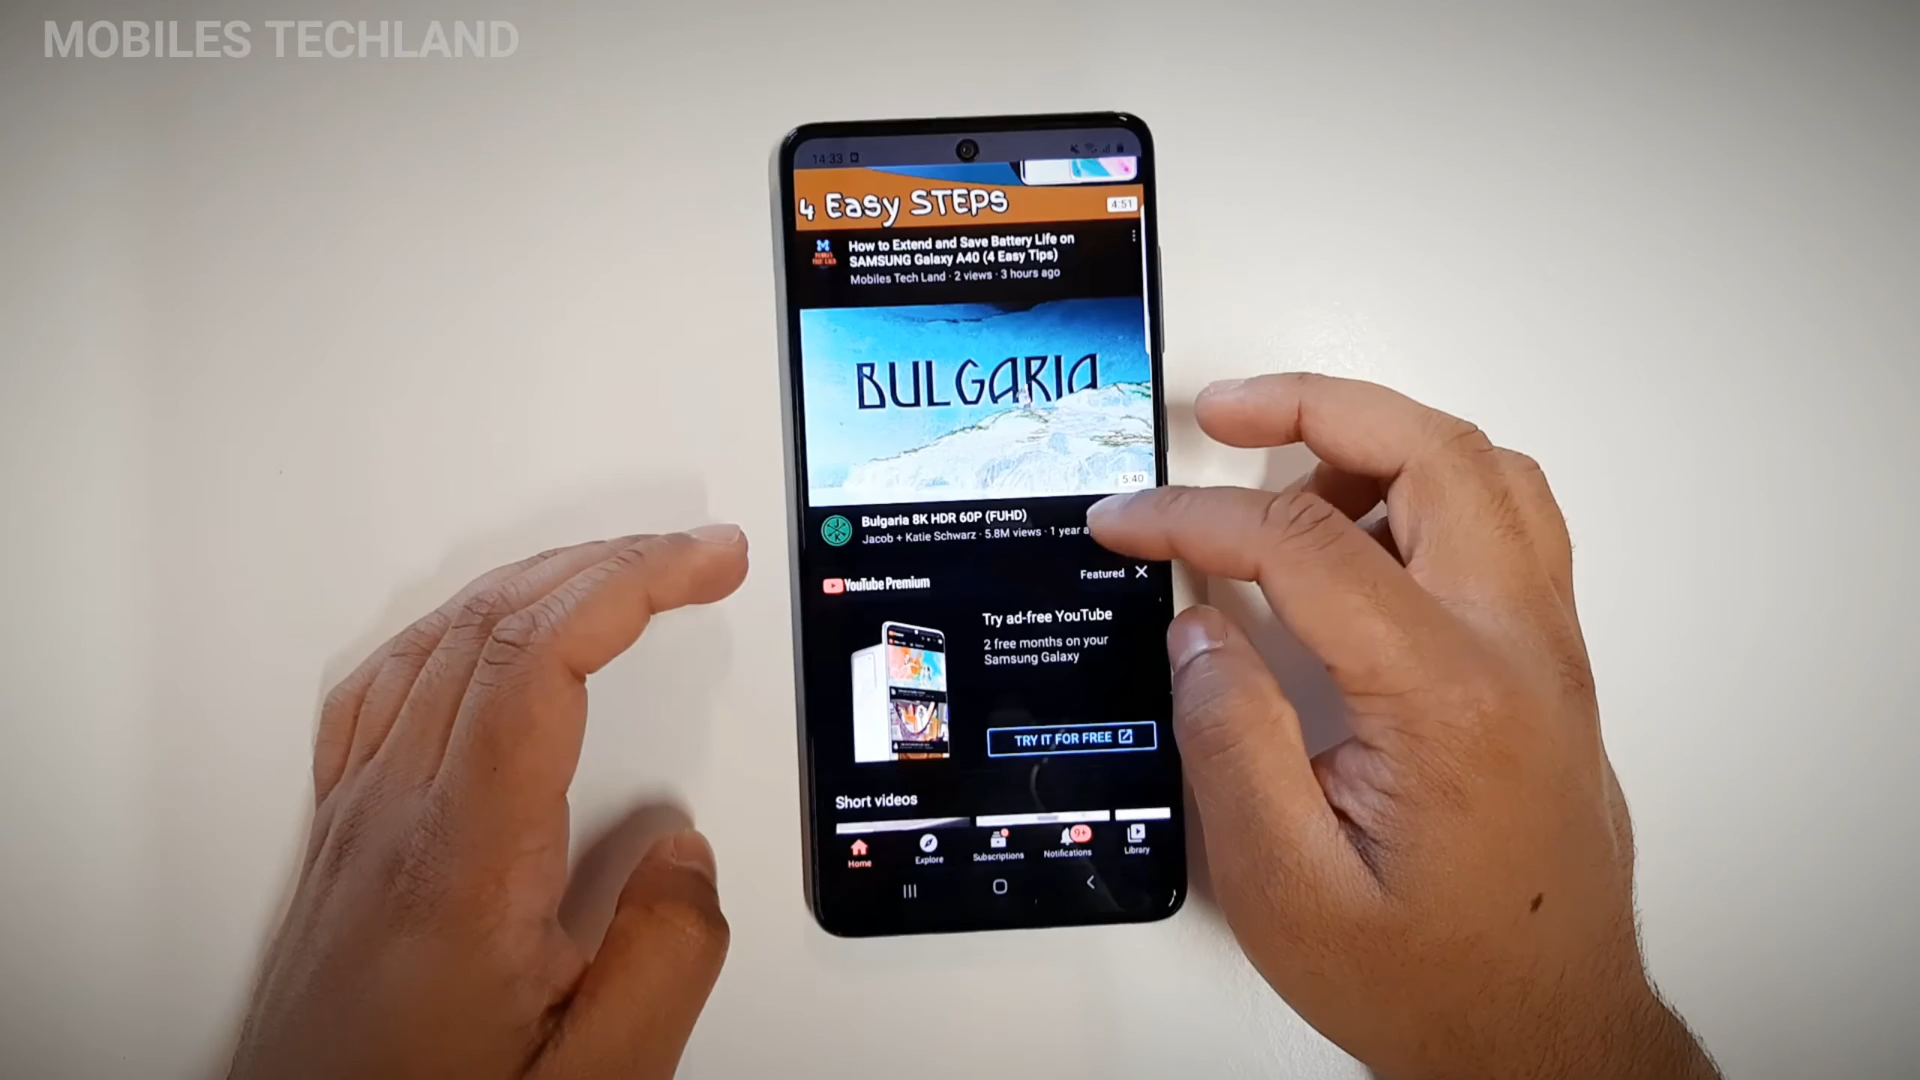 MOBILES TECHLAND
14:33
4 Easy STEPS
4:51
How to Extend and Save Battery Life on
SAMSUNG Galaxy A40 (4 Easy Tips)
Mobiles Tech Land · 2 views · 3 hours ago
BULGARIA
5:40
Bulgaria 8K HDR 60P (FUHD)
Jacob + Katie Schwarz · 5.8M views · 1 year a
YouTube Premium
Featured
Try ad-free YouTube
2 free months on your
Samsung Galaxy
TRY IT FOR FREE
Short videos
9+
Home Explore Subscriptions Notifications Library